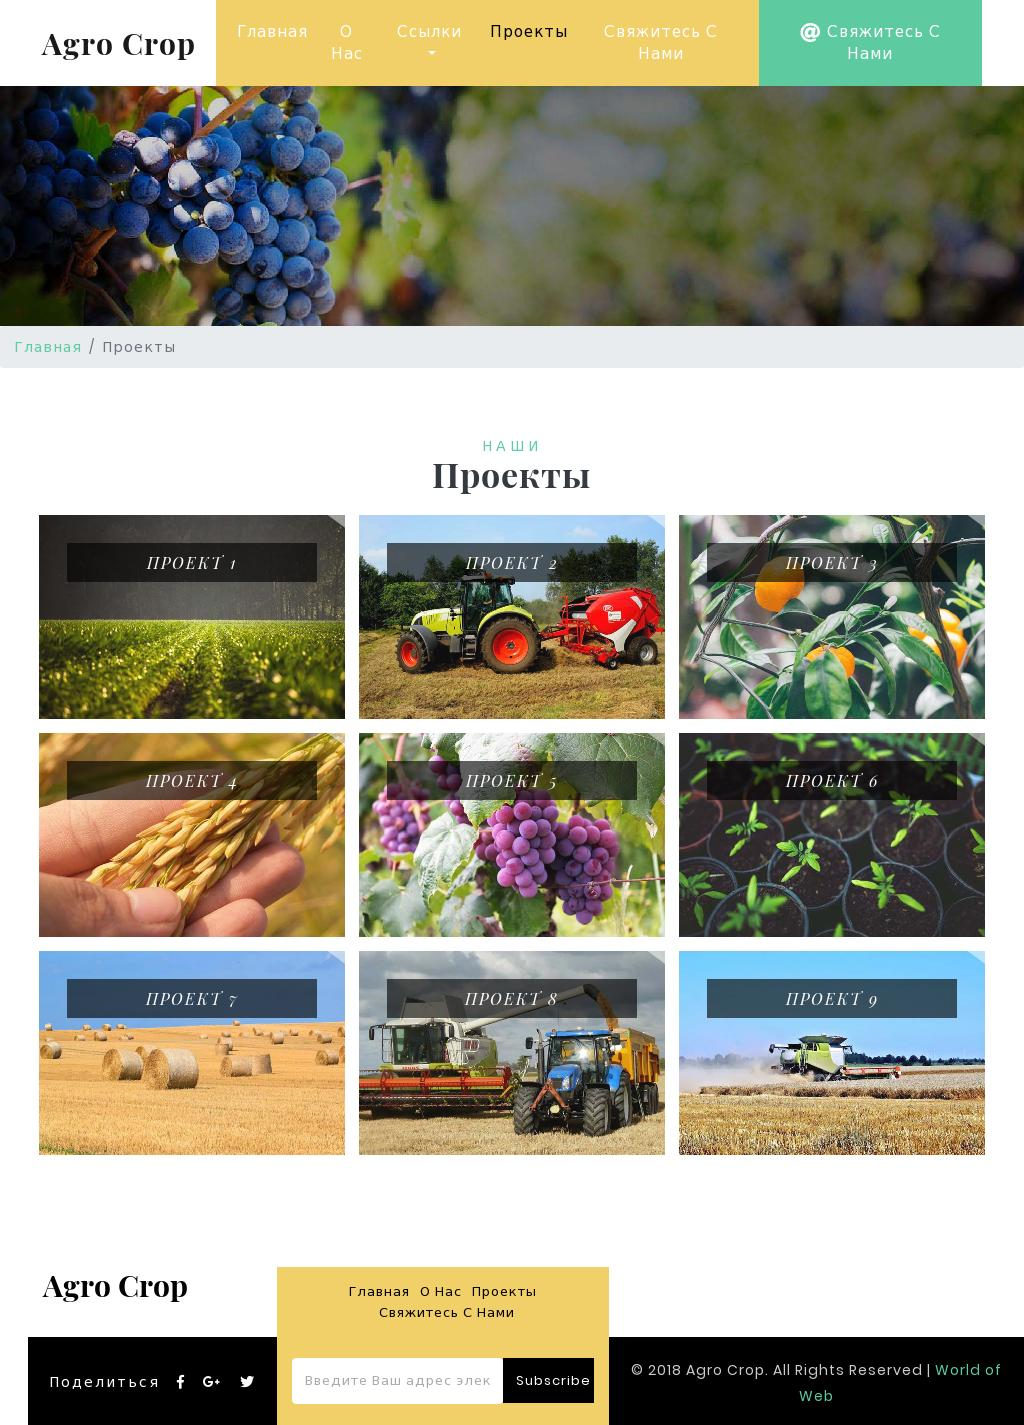 Agro Crop
Главная
О
Нас
Ссылки
Проекты
Свяжитесь С
Нами
@ Свяжитесь С
Нами
Главная / Проекты
НАШИ
Проекты
ПРОЕКТ 1
ПРОЕКТ 2
ПРОЕКТ 3
ПРОЕКТ 4
ПРОЕКТ 5
ПРОЕКТ 6
ПРОЕКТ 7
ПРОЕКТ 8
ПРОЕКТ 9
Agro Crop
Главная О Нас Проекты
Свяжитесь С Нами
Поделиться
Введите Ваш адрес элек
Subscribe
© 2018 Agro Crop. All Rights Reserved | World of
Web